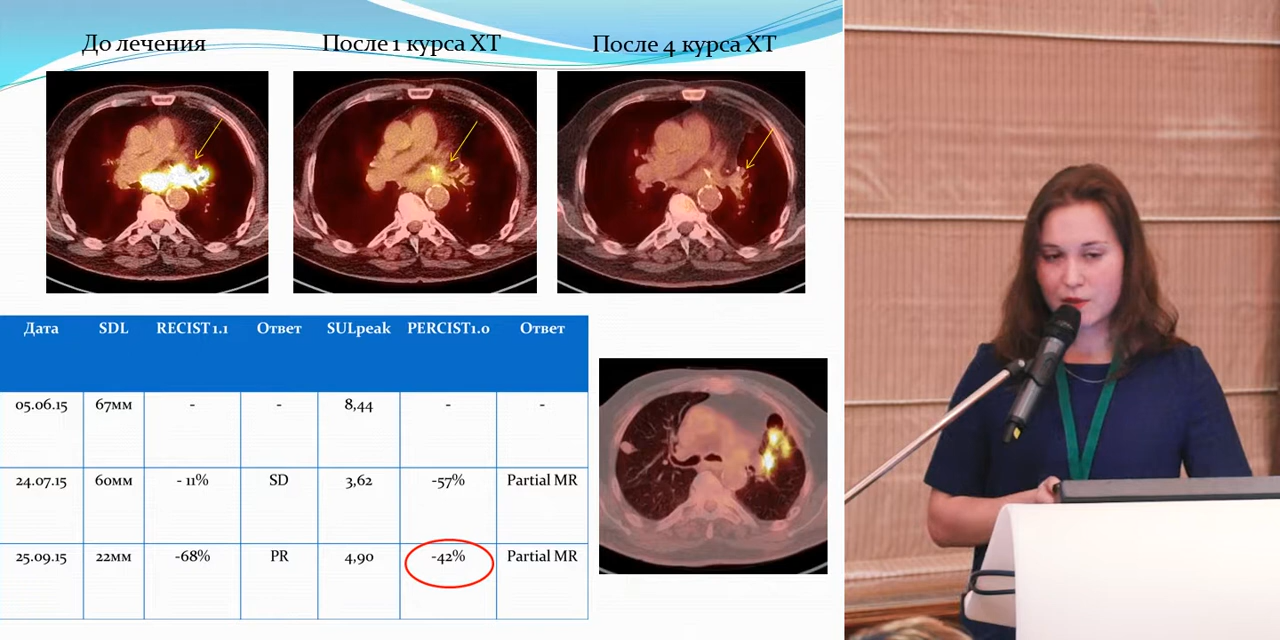 До лечения
После 1 курса ХТ
После 4 курса ХТ
Дата SDL RECIST 1.1 Ответ SULpeak PERCIST1.0 Ответ
05.06.15 67мм - - 8,44 - -
24.07.15 60мм - 11% SD 3,62 -57% Partial MR
25.09.15 22мм -68% PR 4,90 -42% Partial MR